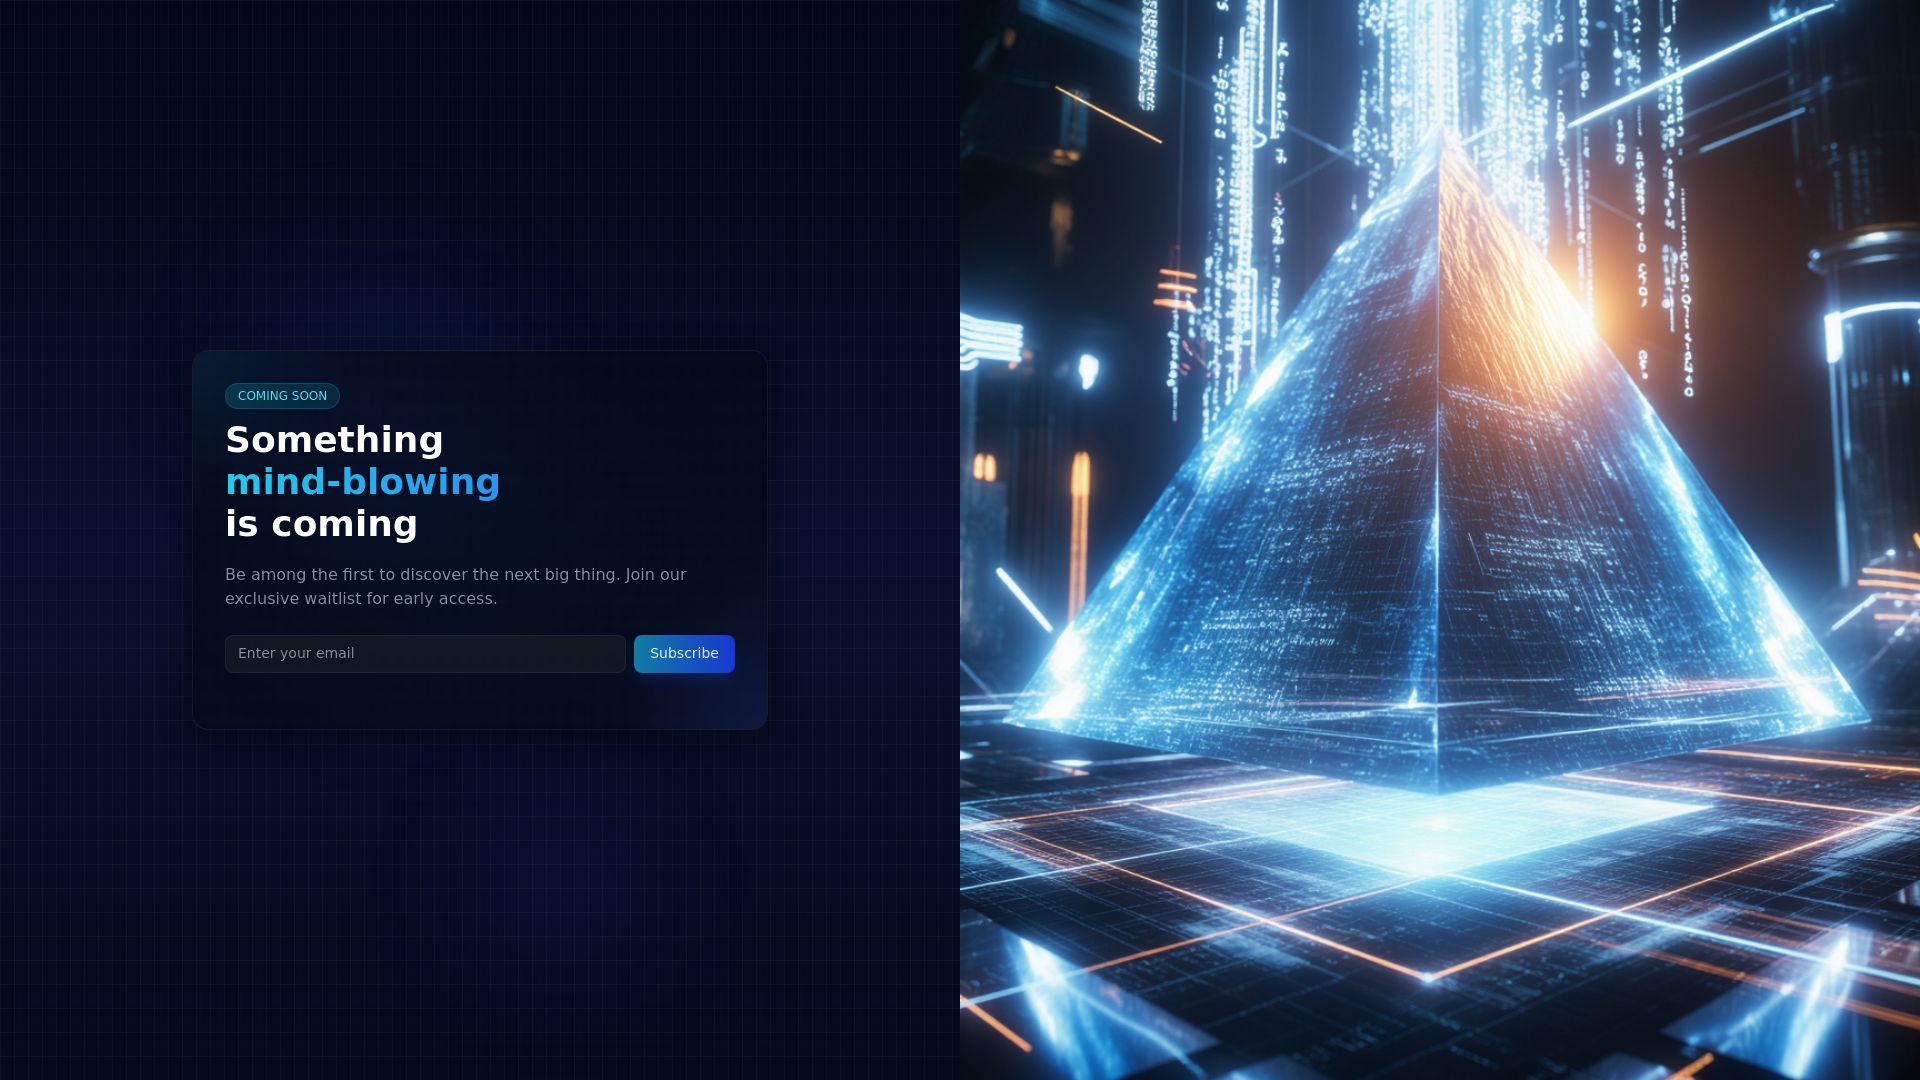 COMING SOON
Something
mind-blowing
is coming
Be among the first to discover the next big thing. Join our
exclusive waitlist for early access.
Enter your email
Subscribe